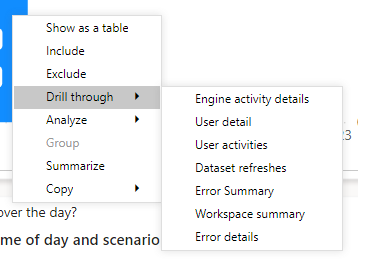 Show as a table
Include
Exclude
Drill through
Analyze
Group
Summarize
Copy
Engine activity details
User detail
User activities
Dataset refreshes
Error Summary
Workspace summary
Error details
23
over the day?
me of day and scenario